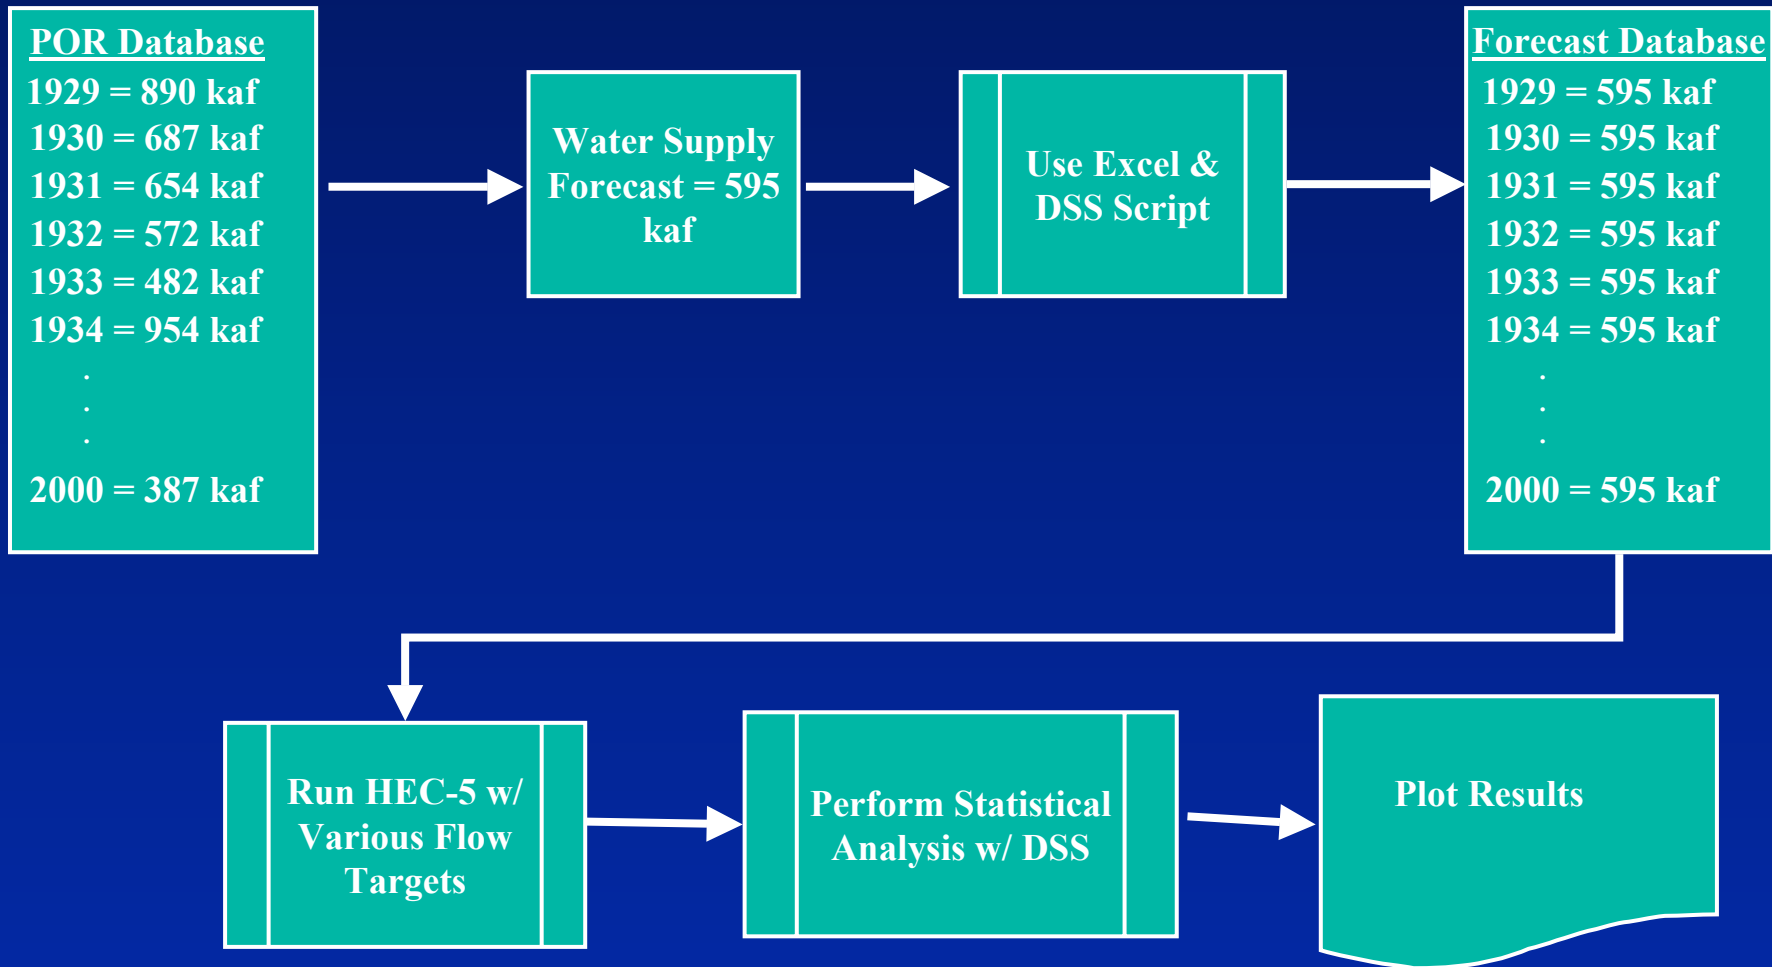 POR Database
1929 = 890 kaf
1930 = 687 kaf
1931 = 654 kaf
1932 = 572 kaf
1933 = 482 kaf
1934 = 954 kaf
.
.
.
2000 = 387 kaf
Water Supply
Forecast = 595
kaf
Use Excel &
DSS Script
Forecast Database
1929 = 595 kaf
1930 = 595 kaf
1931 = 595 kaf
1932 = 595 kaf
1933 = 595 kaf
1934 = 595 kaf
.
.
.
2000 = 595 kaf
Run HEC-5 w/
Various Flow
Targets
Perform Statistical
Analysis w/ DSS
Plot Results